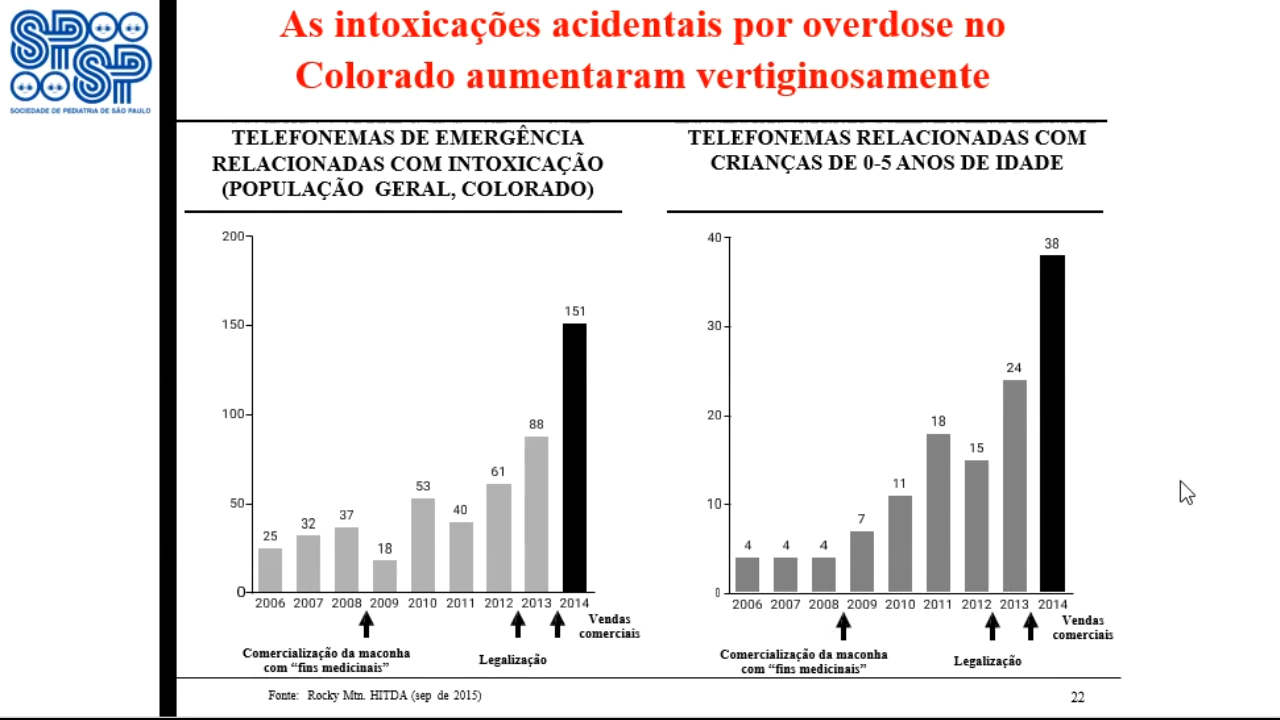 SP
SP
SOCIEDADE DE PEDIATRIA DE SÃO PAULO
As intoxicações acidentais por overdose no
Colorado aumentaram vertiginosamente
TELEFONEMAS DE EMERGÊNCIA
RELACIONADAS COM INTOXICAÇÃO
(POPULAÇÃO GERAL, COLORADO)
200
150
100
50
0
25
32
37
18
53
40
61
88
151
2006 2007 2008 2009 2010 2011 2012 2013 2014
Vendas
comerciais
Comercialização da maconha
com “fins medicinais”
Legalização
TELEFONEMAS RELACIONADAS COM
CRIANÇAS DE 0-5 ANOS DE IDADE
40
30
20
10
0
4
4
4
7
11
18
15
24
38
2006 2007 2008 2009 2010 2011 2012 2013 2014
Vendas
comerciais
Comercialização da maconha
com “fins medicinais”
Legalização
Fonte: Rocky Mtn. HITDA (sep de 2015)
22